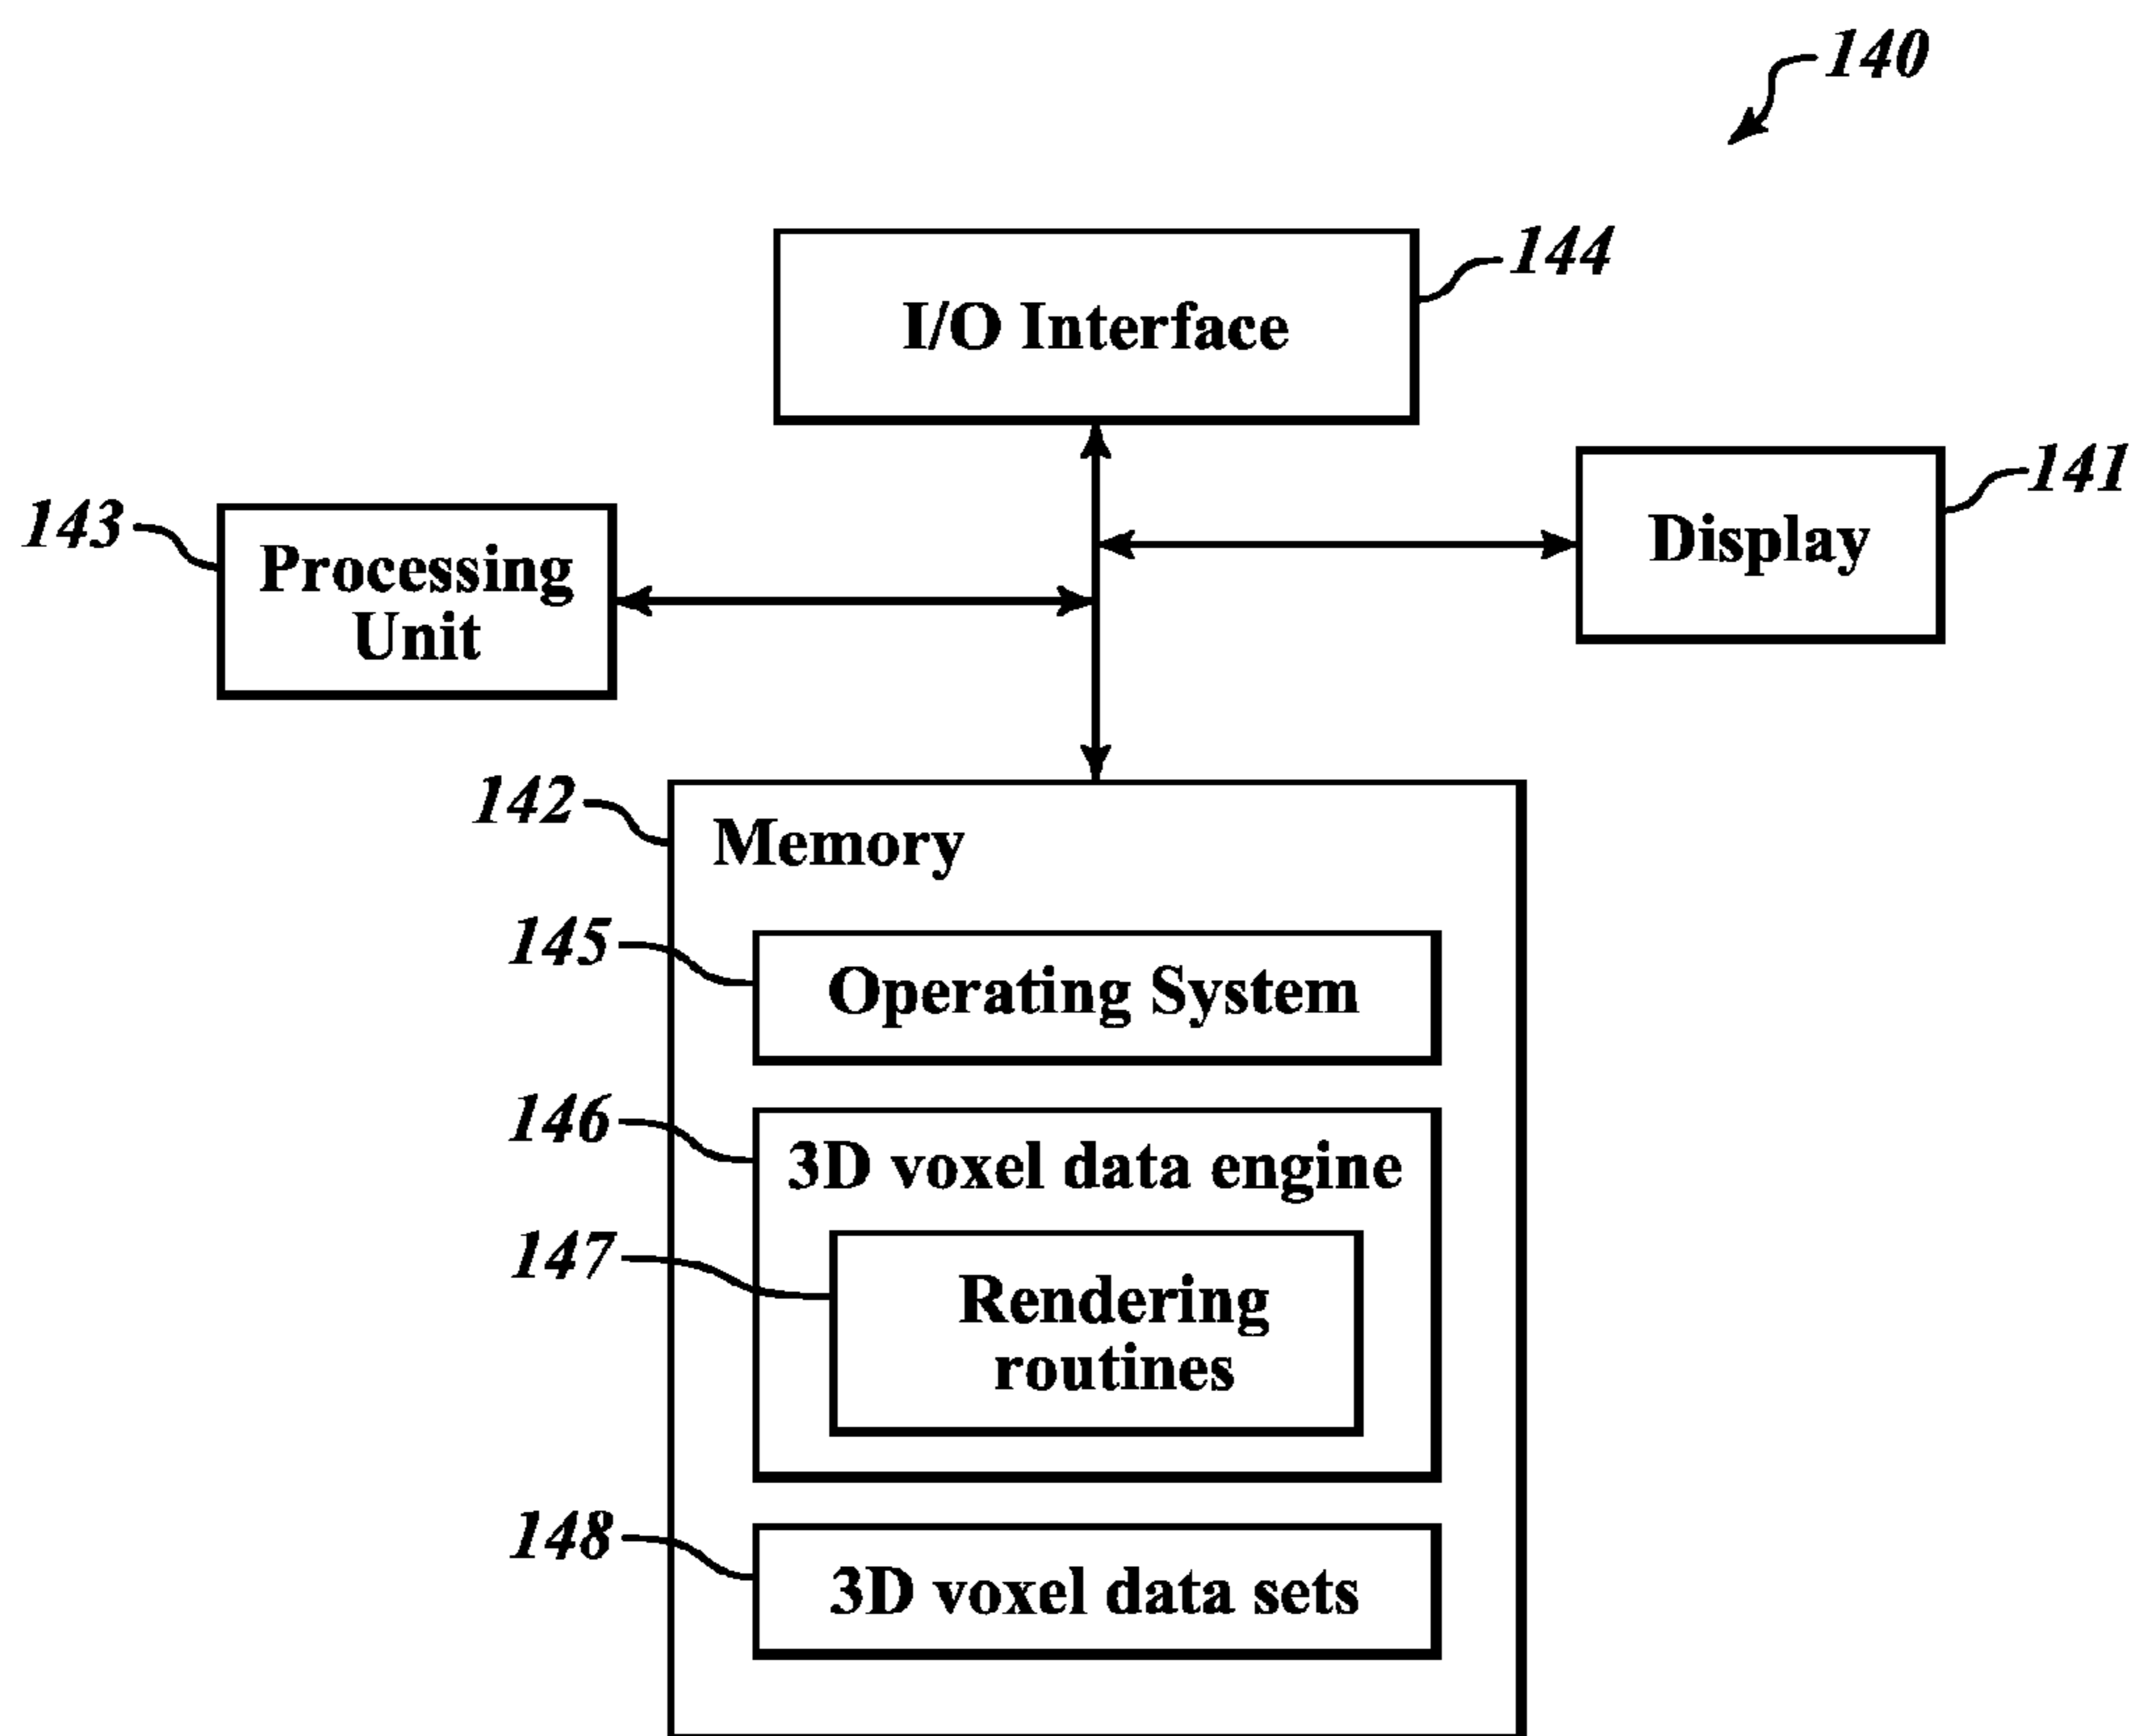 140
I/O Interface
144
Display
141
143
Processing
Unit
142
Memory
145
Operating System
146
3D voxel data engine
147
Rendering
routines
148
3D voxel data sets